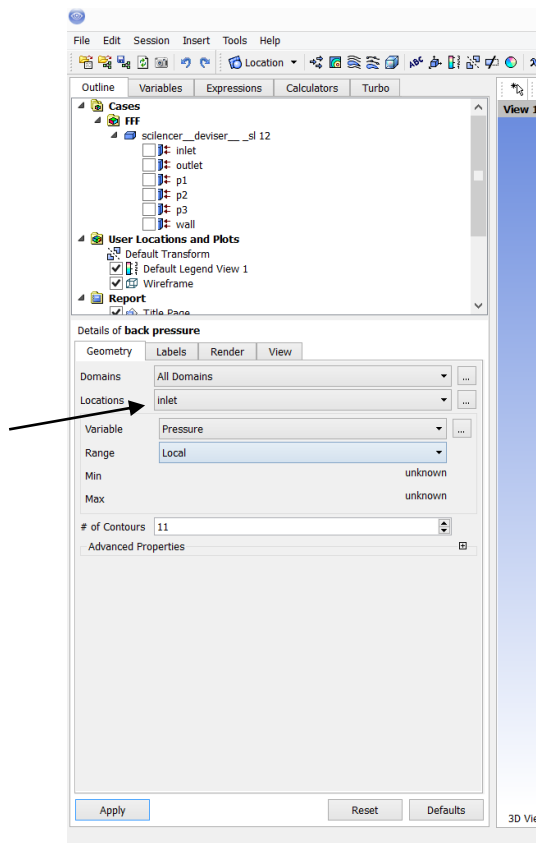 File Edit Session Insert Tools Help
Location
Outline Variables Expressions Calculators Turbo
View 1
Cases
FFF
scilencer__deviser__ _sl 12
inlet
outlet
p1
p2
p3
wall
User Locations and Plots
Default Transform
Default Legend View 1
Wireframe
Report
Title Page
Details of back pressure
Geometry Labels Render View
Domains All Domains ...
Locations inlet ...
Variable Pressure ...
Range Local
Min unknown
Max unknown
# of Contours 11
Advanced Properties
Apply Reset Defaults
3D Vie